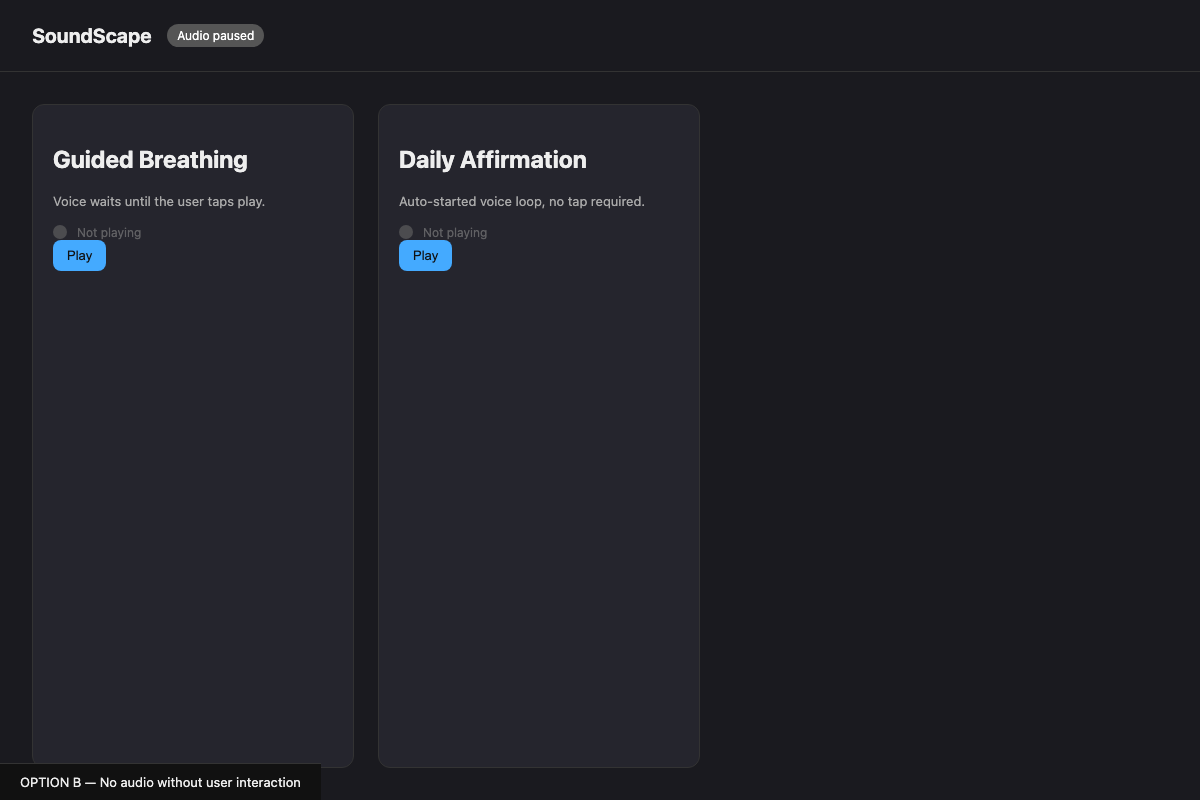 SoundScape
Audio paused
Guided Breathing
Voice waits until the user taps play.
Not playing
Play
Daily Affirmation
Auto-started voice loop, no tap required.
Not playing
Play
OPTION B — No audio without user interaction